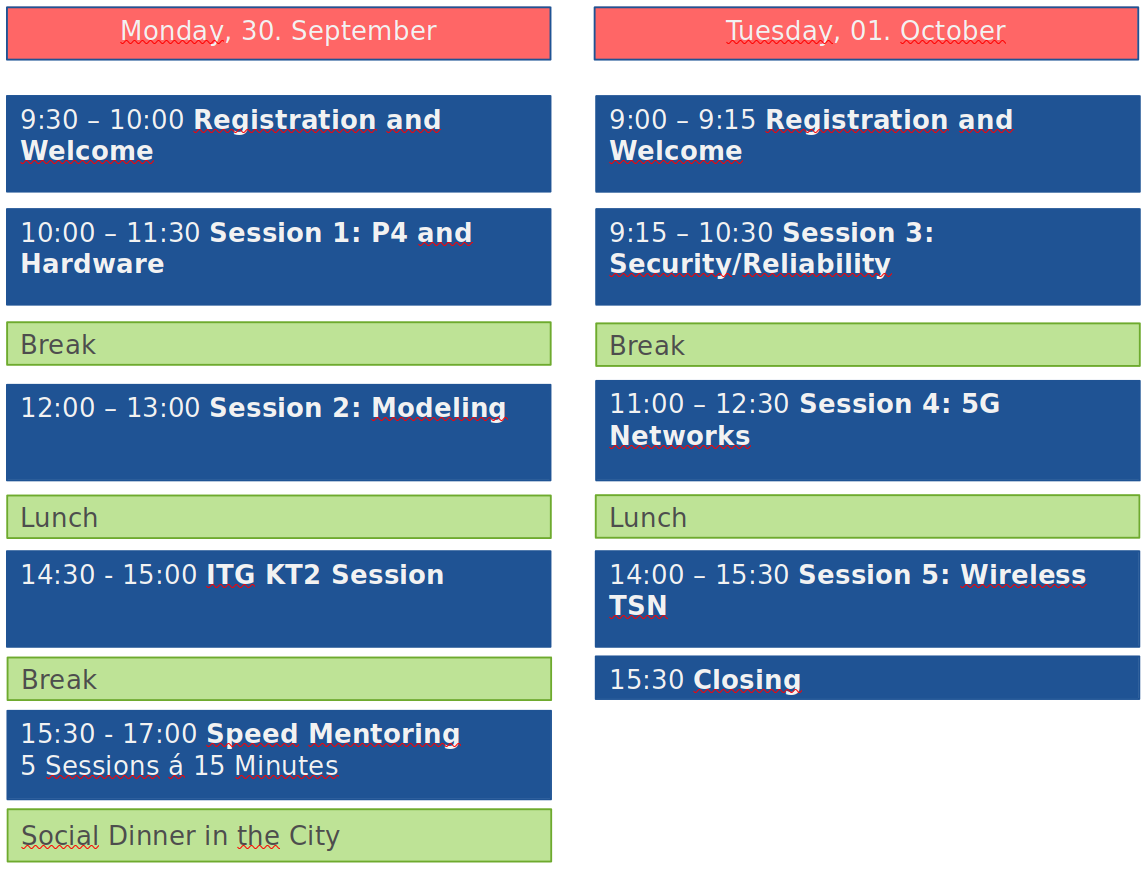 Monday, 30. September
9:30 – 10:00 Registration and
Welcome
10:00 – 11:30 Session 1: P4 and
Hardware
Break
12:00 – 13:00 Session 2: Modeling
Lunch
14:30 - 15:00 ITG KT2 Session
Break
15:30 - 17:00 Speed Mentoring
5 Sessions á 15 Minutes
Social Dinner in the City
Tuesday, 01. October
9:00 – 9:15 Registration and
Welcome
9:15 – 10:30 Session 3:
Security/Reliability
Break
11:00 – 12:30 Session 4: 5G
Networks
Lunch
14:00 – 15:30 Session 5: Wireless
TSN
15:30 Closing